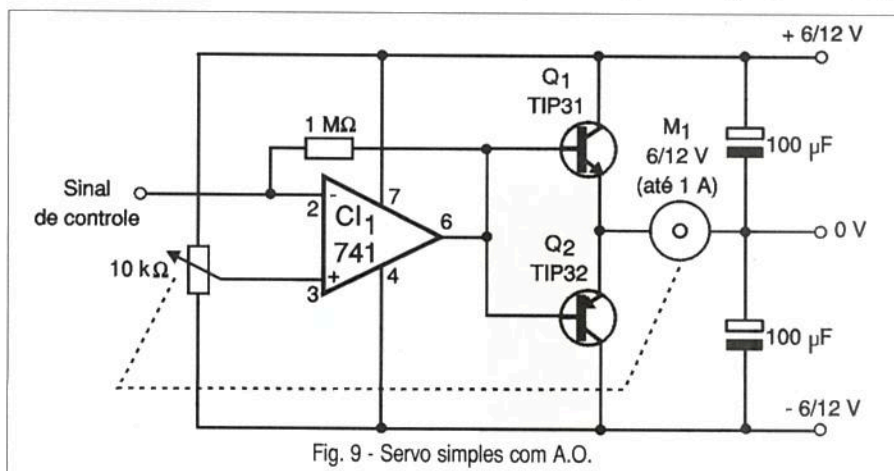 + 6/12 V
Q1
TIP31
1 MΩ
M1
6/12 V
(até 1 A)
100 µF
Sinal
de controle
-
2
7
CI1
741
6
0 V
10 kΩ
+
3
4
Q2
TIP32
100 µF
- 6/12 V
Fig. 9 - Servo simples com A.O.